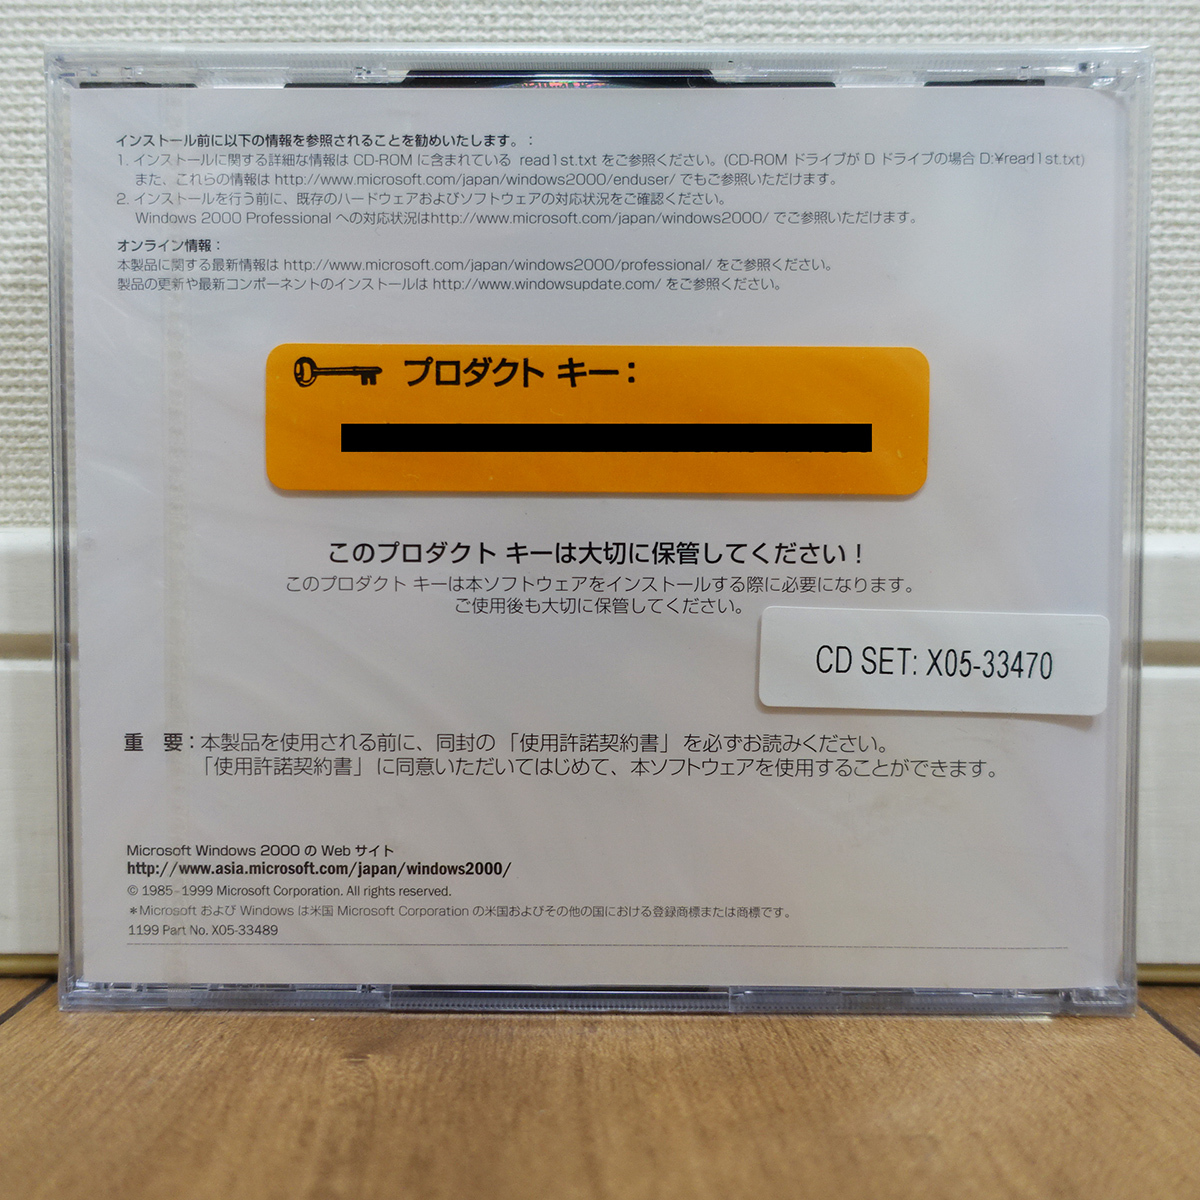 インストール前に以下の情報を参照されることを勧めいたします。：
1. インストールに関する詳細な情報は CD-ROM に含まれている read1st.txt をご参照ください。(CD-ROM ドライブが D ドライブの場合 D:¥read1st.txt)
また、これらの情報は http://www.microsoft.com/japan/windows2000/enduser/ でもご参照いただけます。
2. インストールを行う前に、既存のハードウェアおよびソフトウェアの対応状況をご確認ください。
Windows 2000 Professional への対応状況はhttp://www.microsoft.com/japan/windows2000/ でご参照いただけます。
オンライン情報：
本製品に関する最新情報は http://www.microsoft.com/japan/windows2000/professional/ をご参照ください。
製品の更新や最新コンポーネントのインストールは http://www.windowsupdate.com/ をご参照ください。
プロダクト キー：
このプロダクト キーは大切に保管してください！
このプロダクト キーは本ソフトウェアをインストールする際に必要になります。
ご使用後も大切に保管してください。
CD SET: X05-33470
重　要：本製品を使用される前に、同封の「使用許諾契約書」を必ずお読みください。
「使用許諾契約書」に同意いただいてはじめて、本ソフトウェアを使用することができます。
Microsoft Windows 2000 の Web サイト
http://www.asia.microsoft.com/japan/windows2000/
© 1985–1999 Microsoft Corporation. All rights reserved.
＊Microsoft および Windows は米国 Microsoft Corporation の米国およびその他の国における登録商標または商標です。
1199 Part No. X05-33489